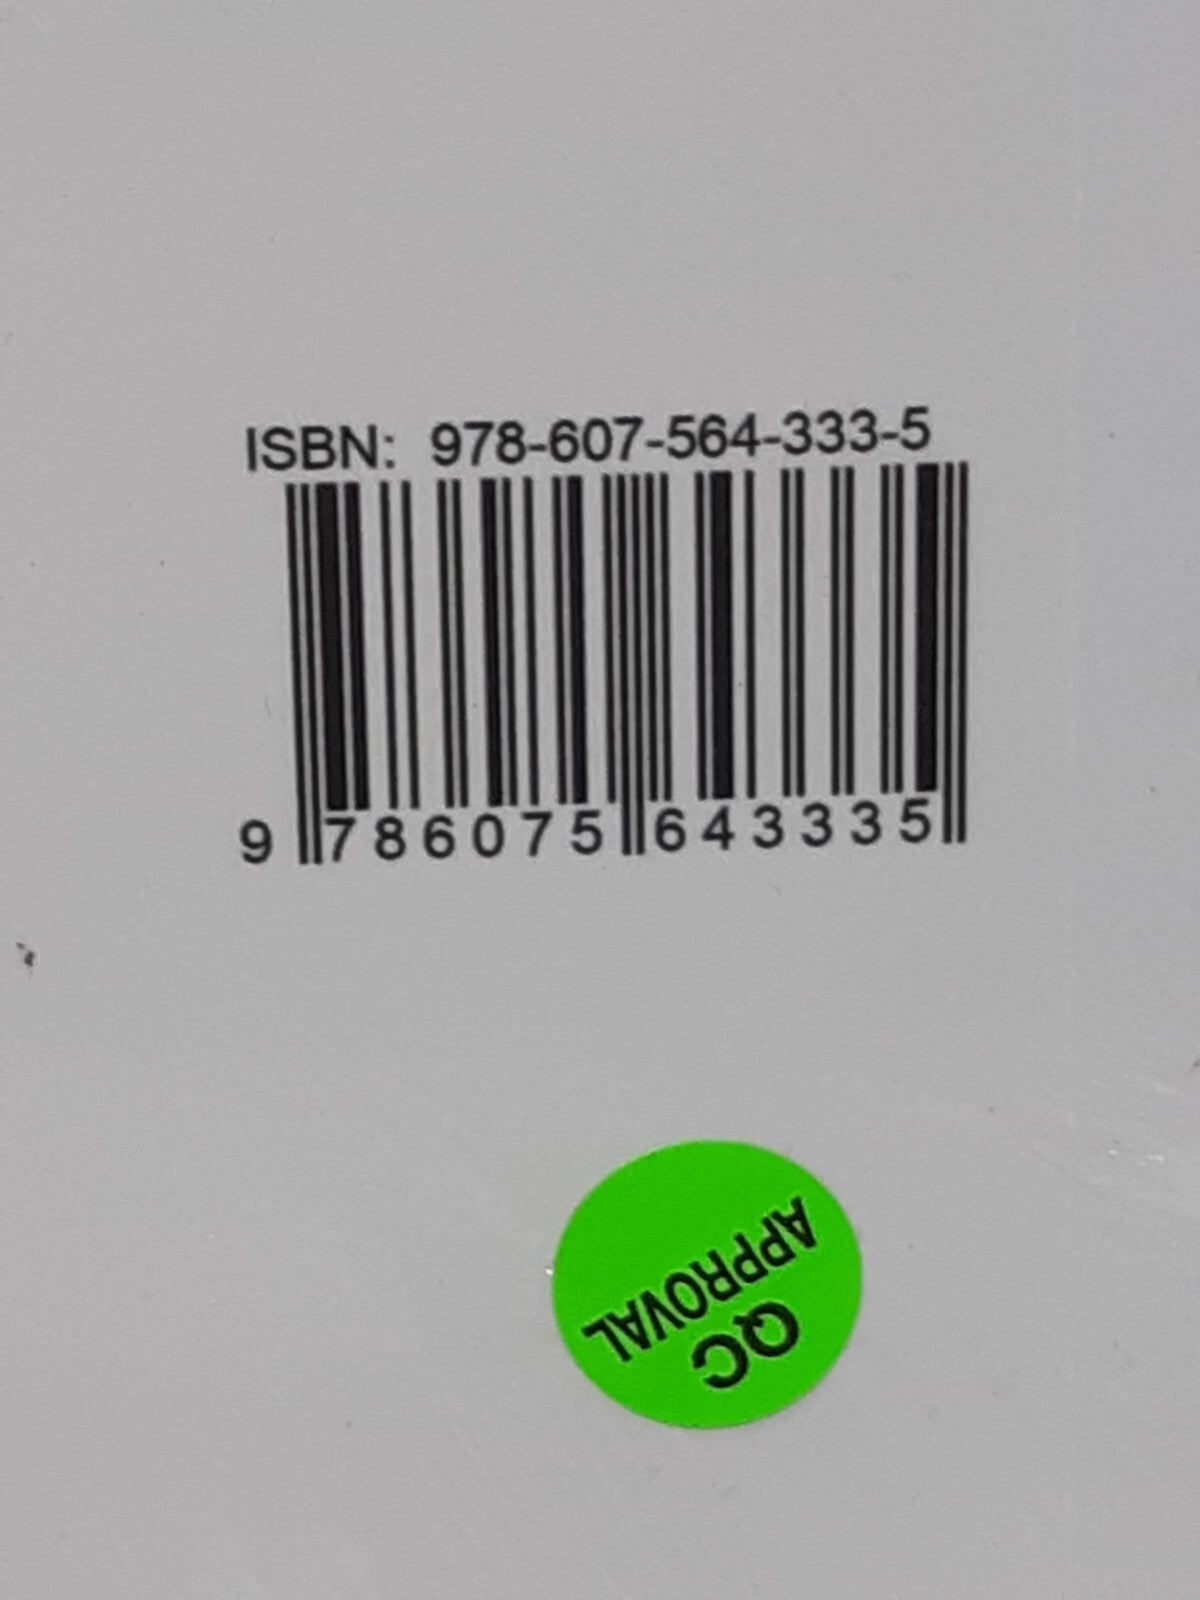 ISBN: 978-607-564-333-5
9 786075 643335
QC
APPROVAL